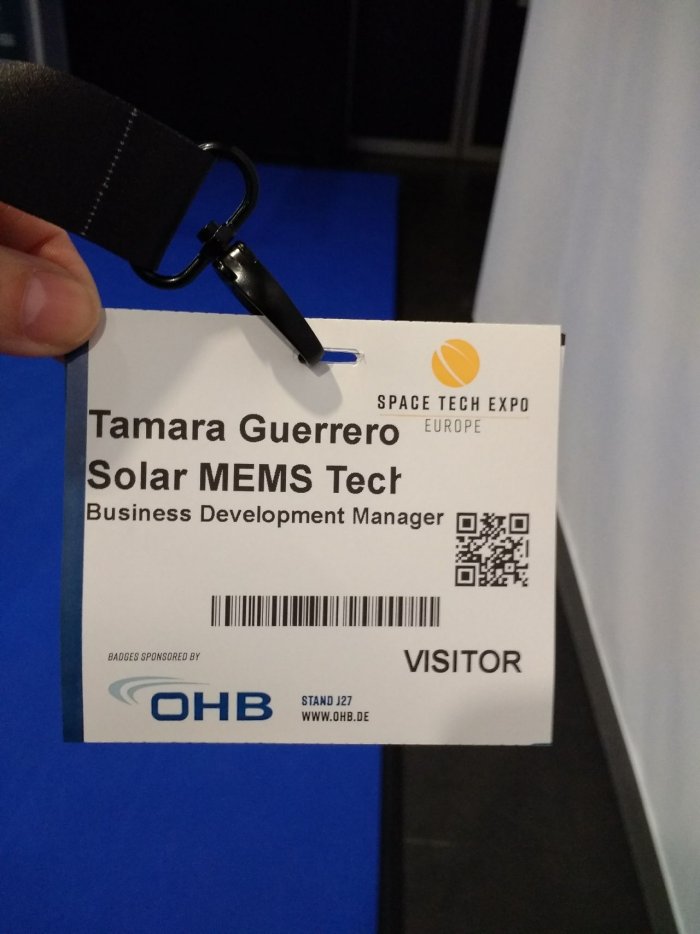 SPACE TECH EXPO
EUROPE
Tamara Guerrero
Solar MEMS Tech
Business Development Manager
BADGES SPONSORED BY
VISITOR
OHB
STAND J27
WWW.OHB.DE